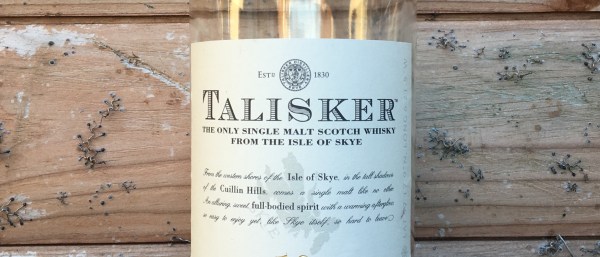 ESTD 1830
TALISKER
THE ONLY SINGLE MALT SCOTCH WHISKY
FROM THE ISLE OF SKYE
From the western shores of the Isle of Skye, in the tall shadows
of the Cuillin Hills, comes a single malt like no other.
An alluring, sweet, full-bodied spirit with a warming afterglow
so easy to enjoy yet, like Skye itself, so hard to leave.